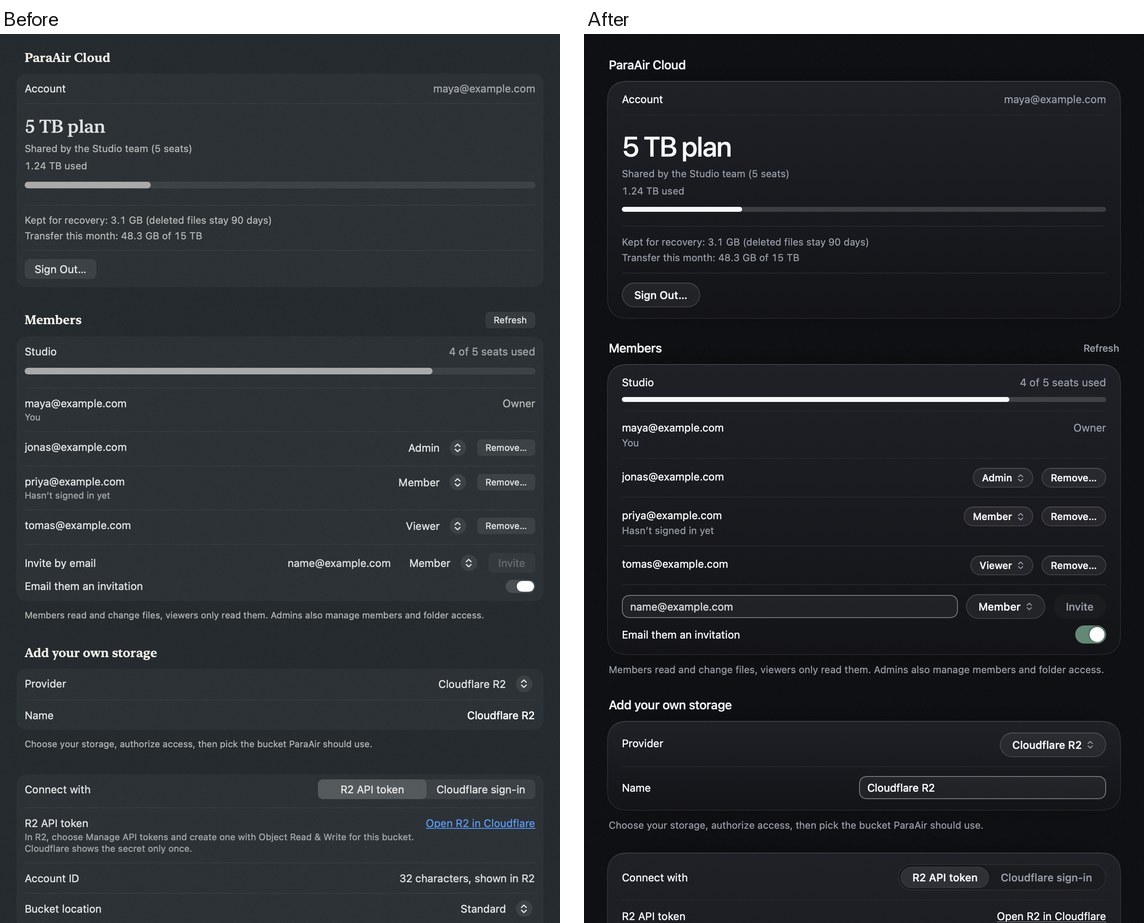 Before
ParaAir Cloud
Account
maya@example.com
5 TB plan
Shared by the Studio team (5 seats)
1.24 TB used
Kept for recovery: 3.1 GB (deleted files stay 90 days)
Transfer this month: 48.3 GB of 15 TB
Sign Out...
Members
Refresh
Studio
4 of 5 seats used
maya@example.com
Owner
You
jonas@example.com
Admin
Remove...
priya@example.com
Member
Remove...
Hasn't signed in yet
tomas@example.com
Viewer
Remove...
Invite by email
name@example.com
Member
Invite
Email them an invitation
Members read and change files, viewers only read them. Admins also manage members and folder access.
Add your own storage
Provider
Cloudflare R2
Name
Cloudflare R2
Choose your storage, authorize access, then pick the bucket ParaAir should use.
Connect with
R2 API token
Cloudflare sign-in
R2 API token
Open R2 in Cloudflare
In R2, choose Manage API tokens and create one with Object Read & Write for this bucket.
Cloudflare shows the secret only once.
Account ID
32 characters, shown in R2
Bucket location
Standard
After
ParaAir Cloud
Account
maya@example.com
5 TB plan
Shared by the Studio team (5 seats)
1.24 TB used
Kept for recovery: 3.1 GB (deleted files stay 90 days)
Transfer this month: 48.3 GB of 15 TB
Sign Out...
Members
Refresh
Studio
4 of 5 seats used
maya@example.com
Owner
You
jonas@example.com
Admin
Remove...
priya@example.com
Member
Remove...
Hasn't signed in yet
tomas@example.com
Viewer
Remove...
name@example.com
Member
Invite
Email them an invitation
Members read and change files, viewers only read them. Admins also manage members and folder access.
Add your own storage
Provider
Cloudflare R2
Name
Cloudflare R2
Choose your storage, authorize access, then pick the bucket ParaAir should use.
Connect with
R2 API token
Cloudflare sign-in
R2 API token
Open R2 in Cloudflare